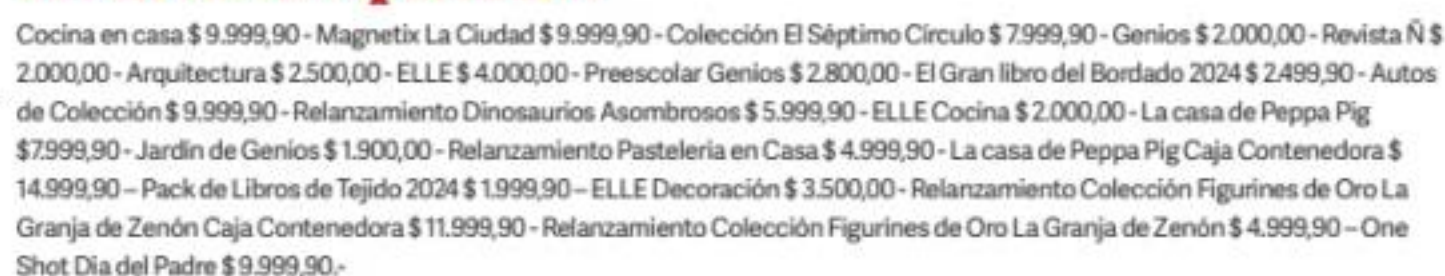 Cocina en casa $ 9.999,90 - Magnetix La Ciudad $ 9.999,90 - Colección El Séptimo Círculo $ 7.999,90 - Genios $ 2.000,00 - Revista Ñ $
2.000,00 - Arquitectura $ 2.500,00 - ELLE $ 4.000,00 - Preescolar Genios $ 2.800,00 - El Gran libro del Bordado 2024 $ 2.499,90 - Autos
de Colección $ 9.999,90 - Relanzamiento Dinosaurios Asombrosos $ 5.999,90 - ELLE Cocina $ 2.000,00 - La casa de Peppa Pig
$7.999,90 - Jardín de Genios $ 1.900,00 - Relanzamiento Pasteleria en Casa $ 4.999,90 - La casa de Peppa Pig Caja Contenedora $
14.999,90 – Pack de Libros de Tejido 2024 $ 1.999,90 – ELLE Decoración $ 3.500,00 - Relanzamiento Colección Figurines de Oro La
Granja de Zenón Caja Contenedora $ 11.999,90 - Relanzamiento Colección Figurines de Oro La Granja de Zenón $ 4.999,90 – One
Shot Dia del Padre $ 9.999,90.-